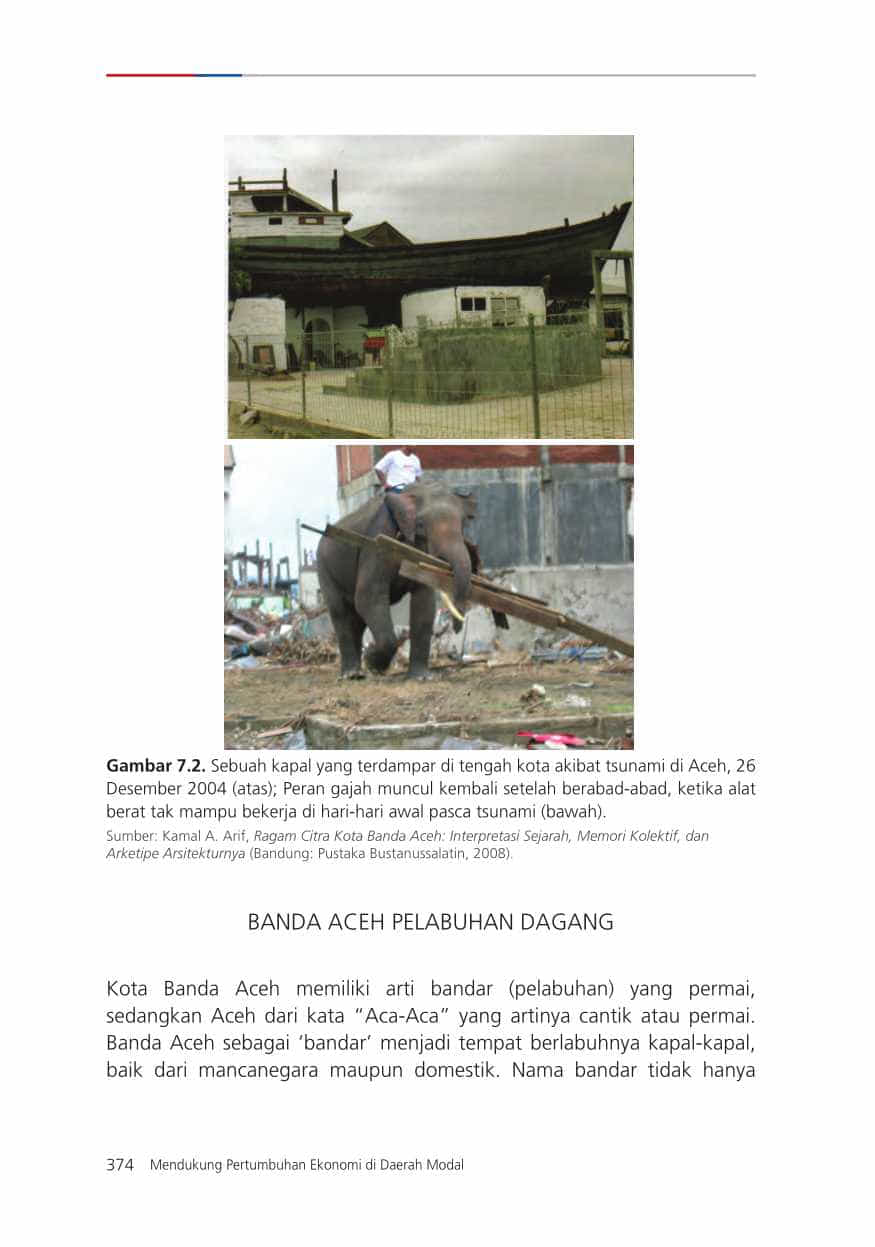 Gambar 7.2. Sebuah kapal yang terdampar di tengah kota akibat tsunami di Aceh, 26
Desember 2004 (atas); Peran gajah muncul kembali setelah berabad-abad, ketika alat
berat tak mampu bekerja di hari-hari awal pasca tsunami (bawah).
Sumber: Kamal A. Arif, Ragam Citra Kota Banda Aceh: Interpretasi Sejarah, Memori Kolektif, dan
Arketipe Arsitekturnya (Bandung: Pustaka Bustanussalatin, 2008).
BANDA ACEH PELABUHAN DAGANG
Kota Banda Aceh memiliki arti bandar (pelabuhan) yang permai,
sedangkan Aceh dari kata “Aca-Aca” yang artinya cantik atau permai.
Banda Aceh sebagai ‘bandar’ menjadi tempat berlabuhnya kapal-kapal,
baik dari mancanegara maupun domestik. Nama bandar tidak hanya
374 Mendukung Pertumbuhan Ekonomi di Daerah Modal